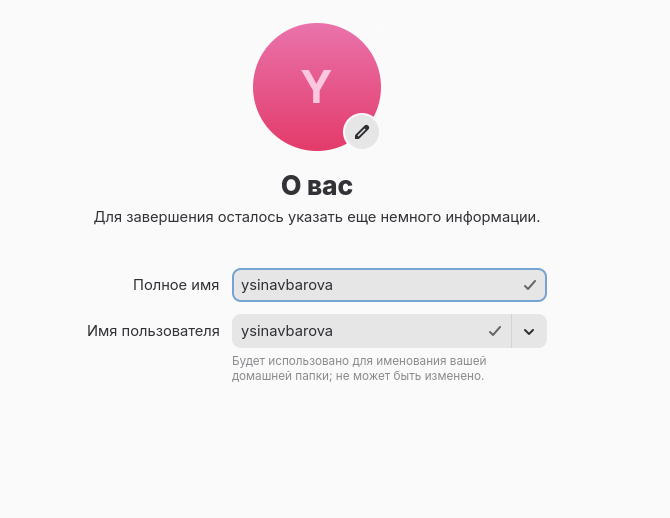 Y
О вас
Для завершения осталось указать еще немного информации.
Полное имя ysinavbarova
Имя пользователя ysinavbarova
Будет использовано для именования вашей
домашней папки; не может быть изменено.